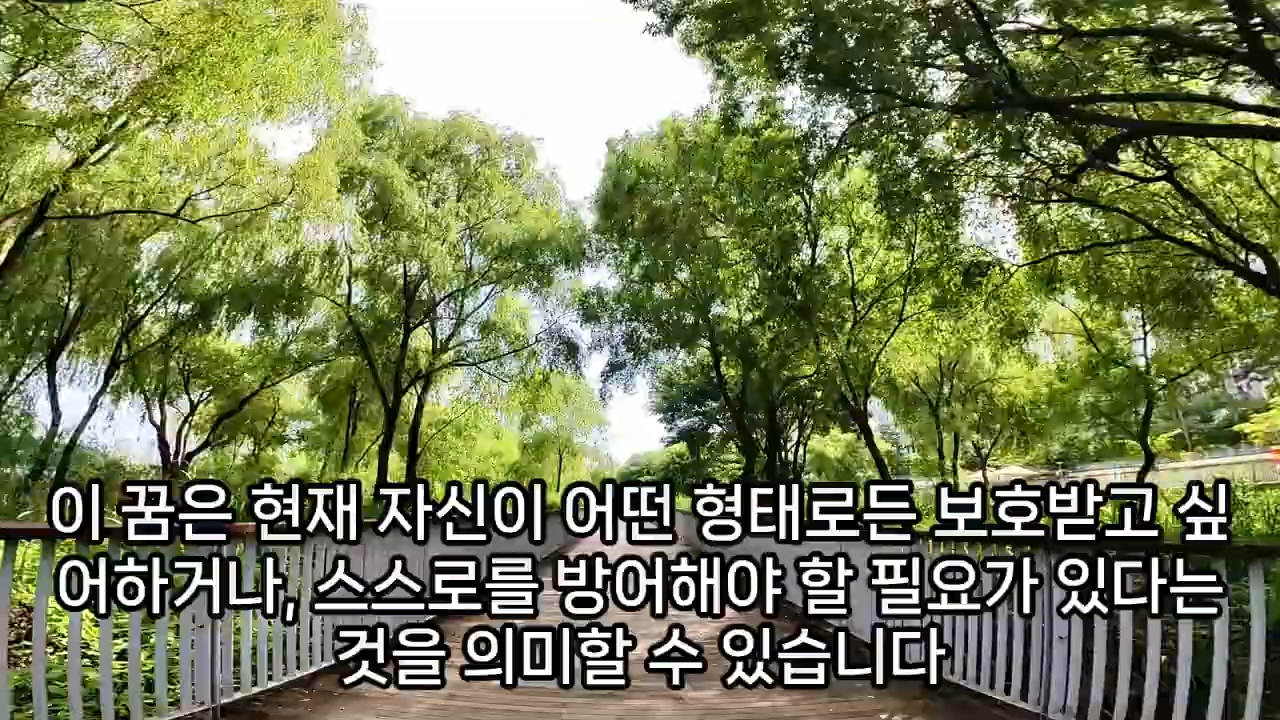 이 꿈은 현재 자신이 어떤 형태로든 보호받고 싶
어하거나, 스스로를 방어해야 할 필요가 있다는
것을 의미할 수 있습니다